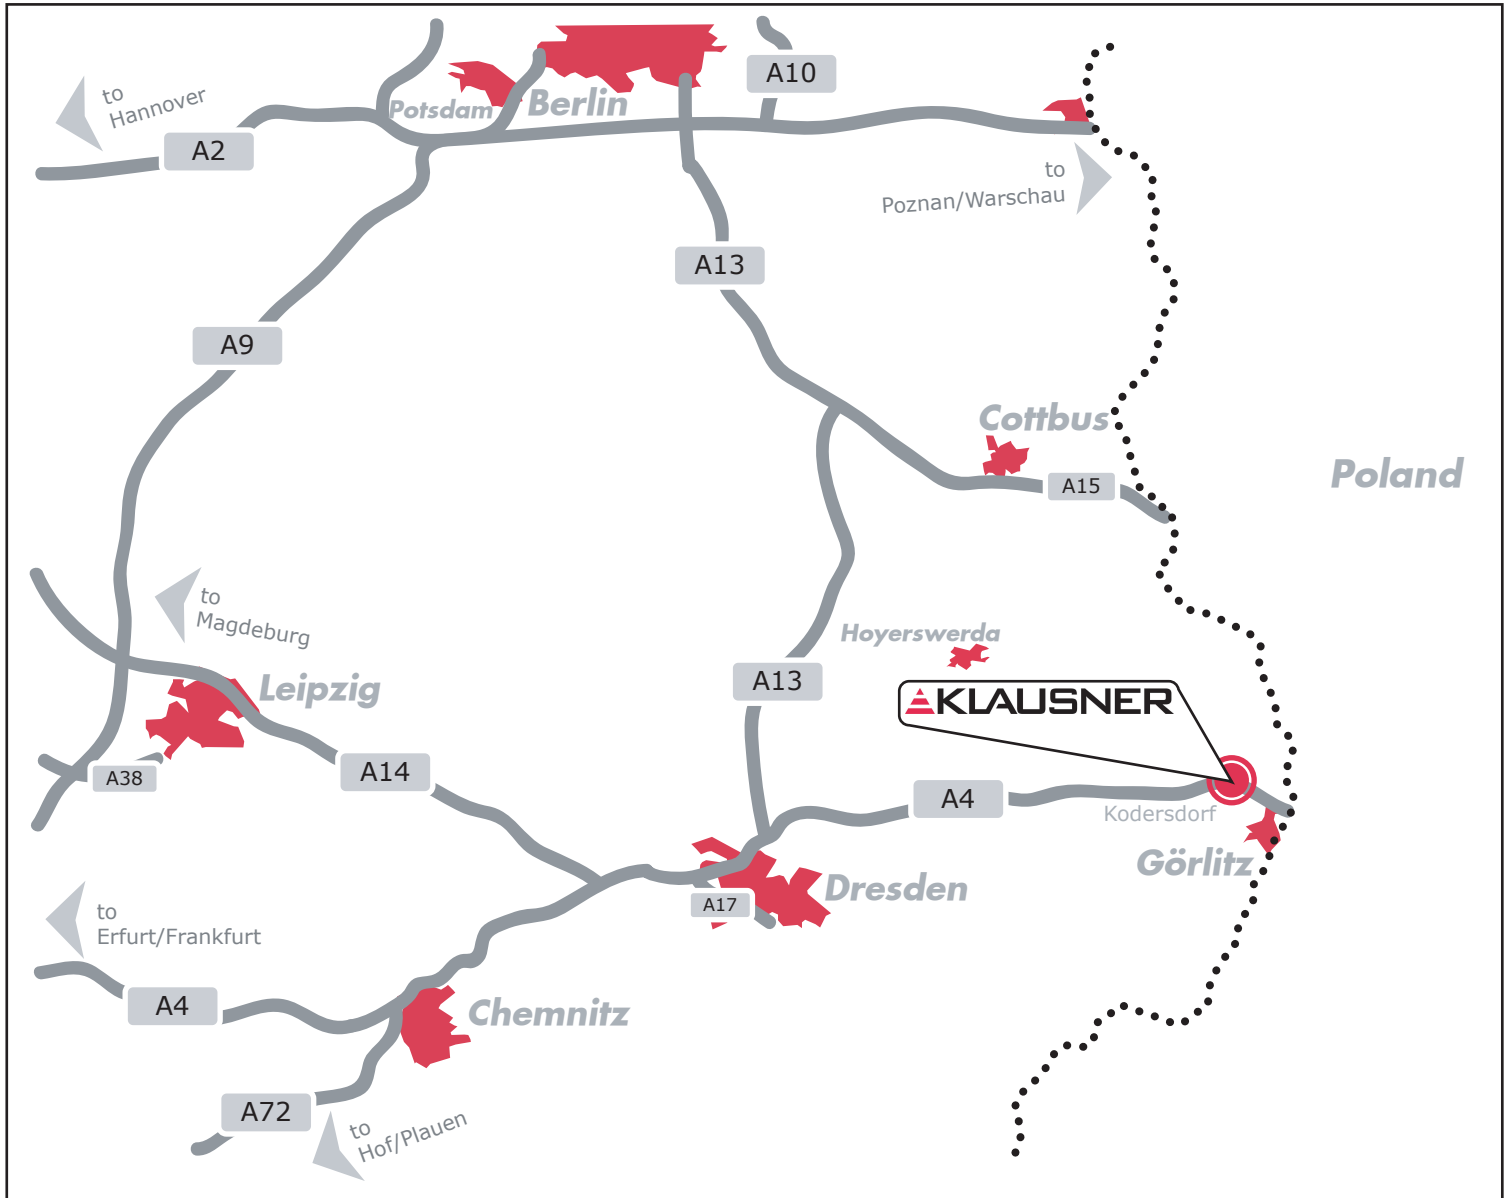 A10
to
Hannover
Potsdam
Berlin
A2
to
Poznan/Warschau
A13
A9
Cottbus
A15
Poland
to
Magdeburg
Hoyerswerda
A13
Leipzig
KLAUSNER
A38
A14
A4
Kodersdorf
Görlitz
A17
Dresden
to
Erfurt/Frankfurt
A4
Chemnitz
A72
to
Hof/Plauen